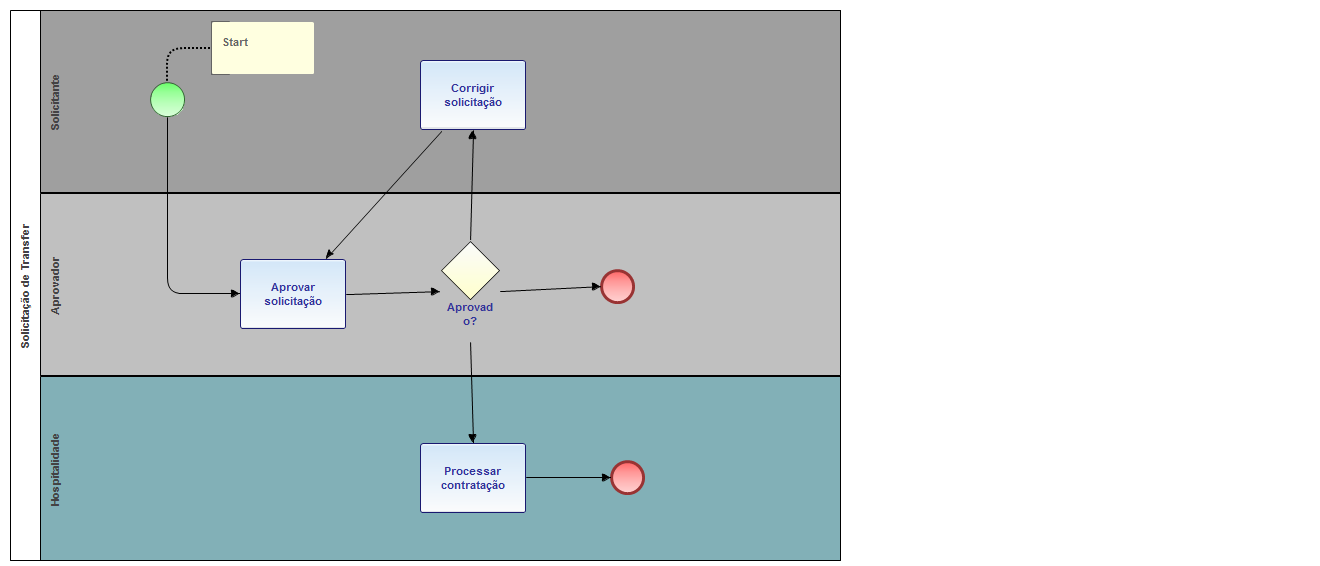 Solicitação de Transfer
Solicitante
Start
Corrigir
solicitação
Aprovador
Aprovar
solicitação
Aprovad
o?
Hospitalidade
Processar
contratação